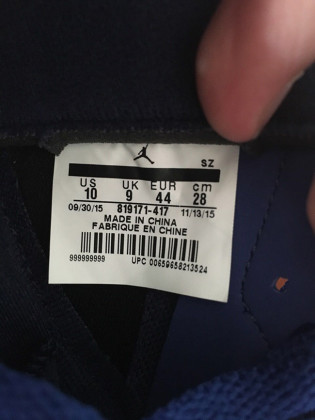 SZ
US UK EUR cm
10 9 44 28
09/30/15 819171-417 11/13/15
MADE IN CHINA
FABRIQUÉ EN CHINE
999999999 UPC 00659658213524